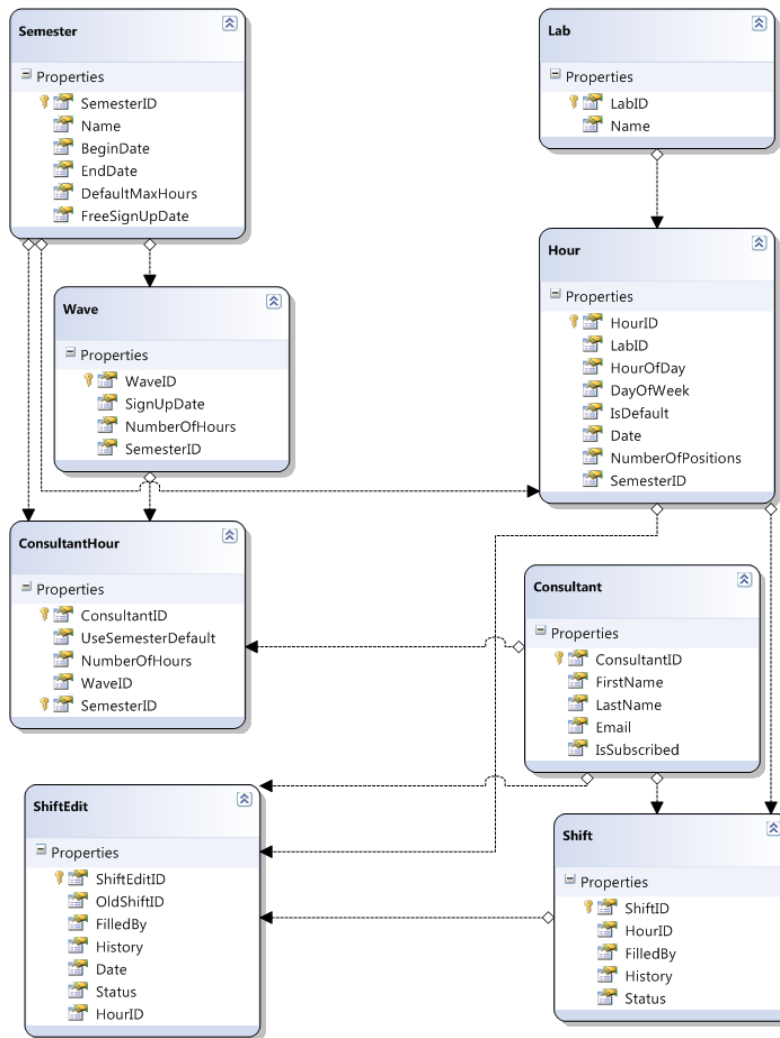 Semester
Properties
SemesterID
Name
BeginDate
EndDate
DefaultMaxHours
FreeSignUpDate
Lab
Properties
LabID
Name
Wave
Properties
WaveID
SignUpDate
NumberOfHours
SemesterID
Hour
Properties
HourID
LabID
HourOfDay
DayOfWeek
IsDefault
Date
NumberOfPositions
SemesterID
ConsultantHour
Properties
ConsultantID
UseSemesterDefault
NumberOfHours
WaveID
SemesterID
Consultant
Properties
ConsultantID
FirstName
LastName
Email
IsSubscribed
ShiftEdit
Properties
ShiftEditID
OldShiftID
FilledBy
History
Date
Status
HourID
Shift
Properties
ShiftID
HourID
FilledBy
History
Status